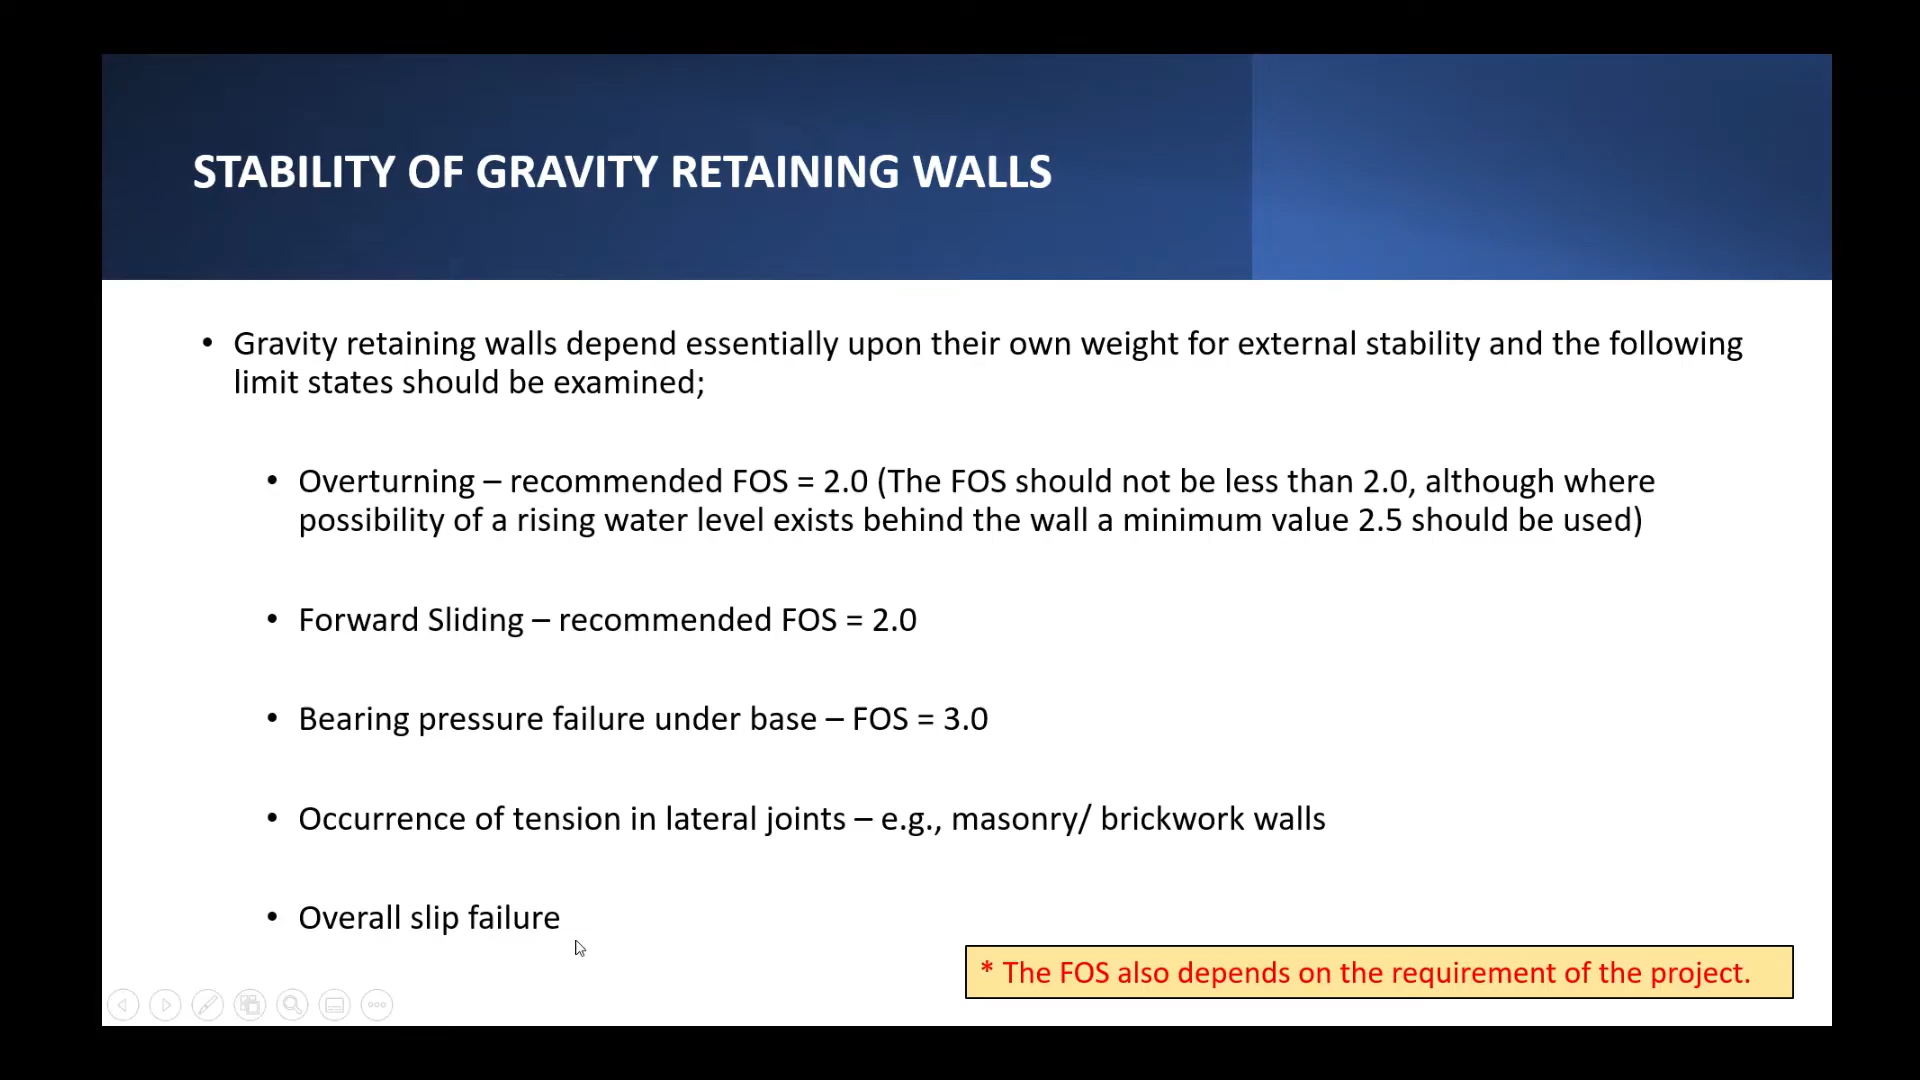 STABILITY OF GRAVITY RETAINING WALLS
• Gravity retaining walls depend essentially upon their own weight for external stability and the following
limit states should be examined;
• Overturning – recommended FOS = 2.0 (The FOS should not be less than 2.0, although where
possibility of a rising water level exists behind the wall a minimum value 2.5 should be used)
• Forward Sliding – recommended FOS = 2.0
• Bearing pressure failure under base – FOS = 3.0
• Occurrence of tension in lateral joints – e.g., masonry/ brickwork walls
• Overall slip failure
* The FOS also depends on the requirement of the project.